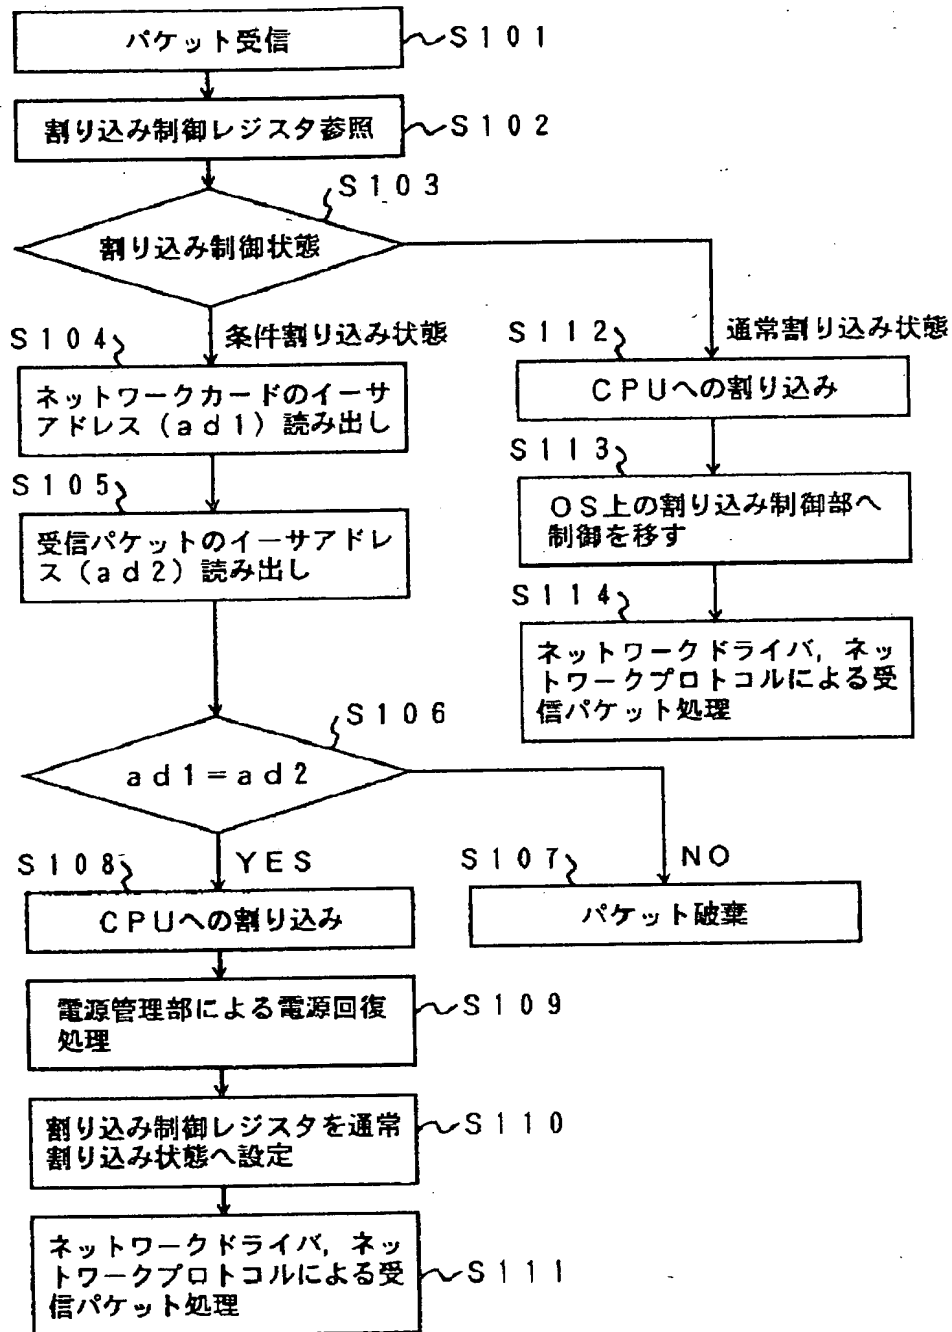 パケット受信
S101
割り込み制御レジスタ参照
S102
S103
割り込み制御状態
S104
条件割り込み状態
ネットワークカードのイーサ
アドレス(ad1)読み出し
S105
受信パケットのイーサアドレ
ス(ad2)読み出し
S112
通常割り込み状態
CPUへの割り込み
S113
OS上の割り込み制御部へ
制御を移す
S114
ネットワークドライバ,ネッ
トワークプロトコルによる受
信パケット処理
S106
ad1=ad2
S108
YES
S107
NO
CPUへの割り込み
パケット破棄
電源管理部による電源回復
処理
S109
割り込み制御レジスタを通常
割り込み状態へ設定
S110
ネットワークドライバ,ネッ
トワークプロトコルによる受
信パケット処理
S111